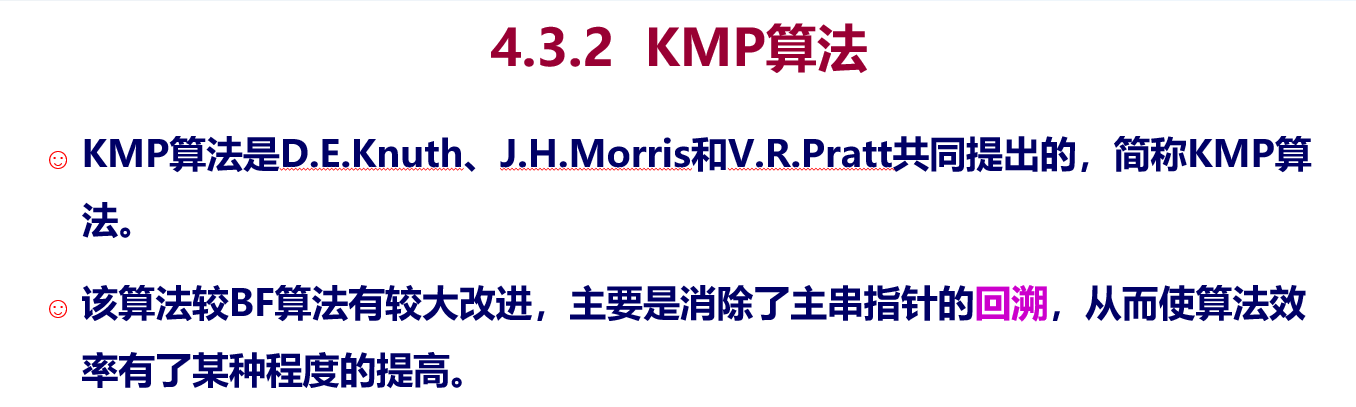 4.3.2 KMP算法
KMP算法是D.E.Knuth、J.H.Morris和V.R.Pratt共同提出的，简称KMP算
法。
该算法较BF算法有较大改进，主要是消除了主串指针的回溯，从而使算法效
率有了某种程度的提高。